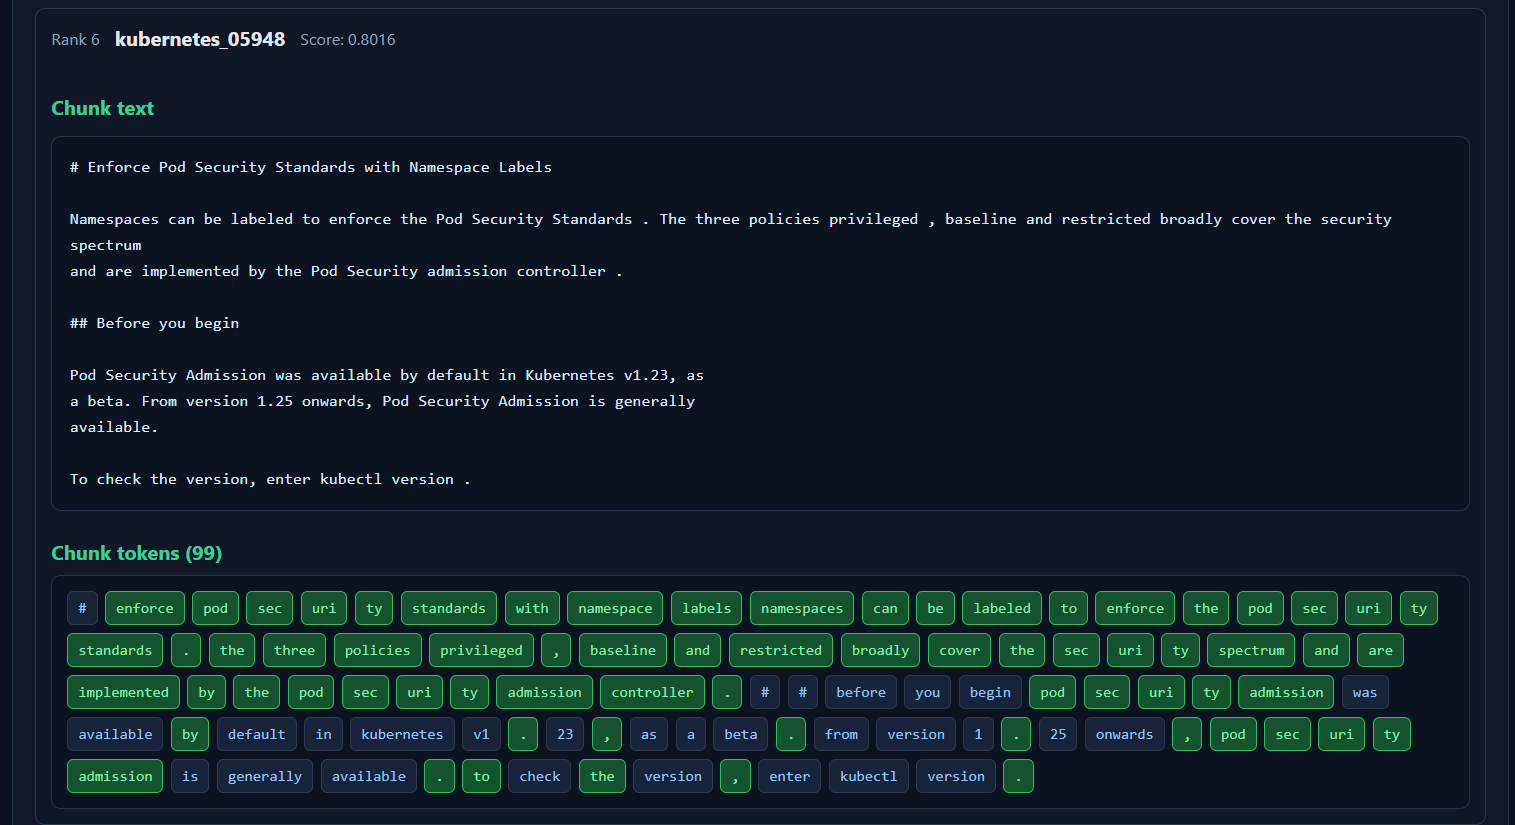 Rank 6 kubernetes_05948 Score: 0.8016
Chunk text
# Enforce Pod Security Standards with Namespace Labels
Namespaces can be labeled to enforce the Pod Security Standards . The three policies privileged , baseline and restricted broadly cover the security
spectrum
and are implemented by the Pod Security admission controller .
## Before you begin
Pod Security Admission was available by default in Kubernetes v1.23, as
a beta. From version 1.25 onwards, Pod Security Admission is generally
available.
To check the version, enter kubectl version .
Chunk tokens (99)
# enforce pod sec uri ty standards with namespace labels namespaces can be labeled to enforce the pod sec uri ty
standards . the three policies privileged , baseline and restricted broadly cover the sec uri ty spectrum and are
implemented by the pod sec uri ty admission controller . # # before you begin pod sec uri ty admission was
available by default in kubernetes v1 . 23 , as a beta . from version 1 . 25 onwards , pod sec uri ty
admission is generally available . to check the version , enter kubectl version .